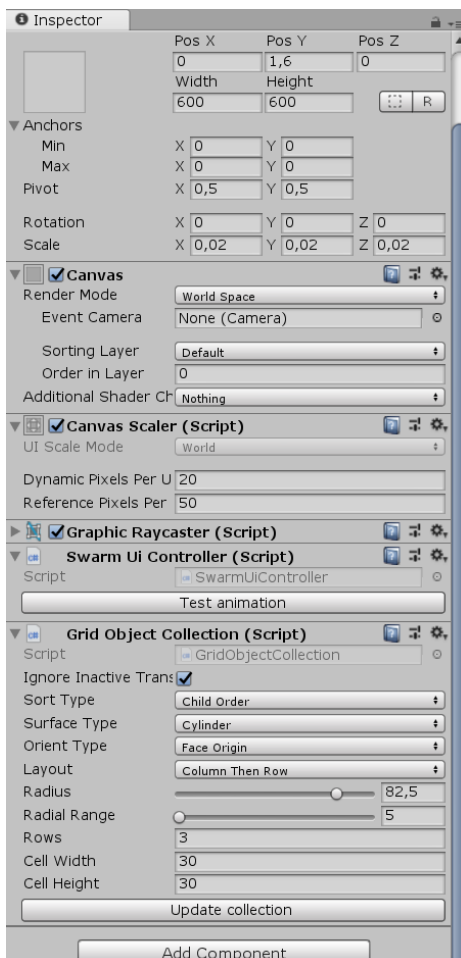 Inspector
Pos X Pos Y Pos Z
0 1,6 0
Width Height
600 600 R
Anchors
Min X 0 Y 0
Max X 0 Y 0
Pivot X 0,5 Y 0,5
Rotation X 0 Y 0 Z 0
Scale X 0,02 Y 0,02 Z 0,02
Canvas
Render Mode World Space
Event Camera None (Camera)
Sorting Layer Default
Order in Layer 0
Additional Shader Ch Nothing
Canvas Scaler (Script)
UI Scale Mode World
Dynamic Pixels Per U 20
Reference Pixels Per 50
Graphic Raycaster (Script)
Swarm Ui Controller (Script)
Script SwarmUiController
Test animation
Grid Object Collection (Script)
Script GridObjectCollection
Ignore Inactive Trans
Sort Type Child Order
Surface Type Cylinder
Orient Type Face Origin
Layout Column Then Row
Radius 82,5
Radial Range 5
Rows 3
Cell Width 30
Cell Height 30
Update collection
Add Component